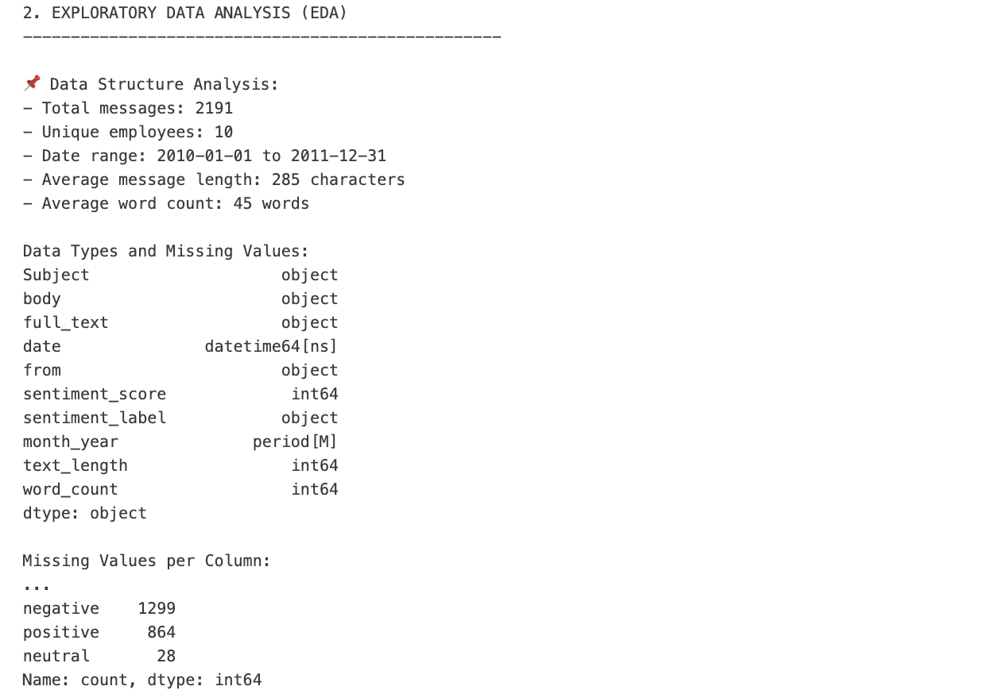 2. EXPLORATORY DATA ANALYSIS (EDA)
--------------------------------------------------
📌 Data Structure Analysis:
- Total messages: 2191
- Unique employees: 10
- Date range: 2010-01-01 to 2011-12-31
- Average message length: 285 characters
- Average word count: 45 words
Data Types and Missing Values:
Subject                    object
body                       object
full_text                  object
date               datetime64[ns]
from                       object
sentiment_score             int64
sentiment_label            object
month_year              period[M]
text_length                 int64
word_count                  int64
dtype: object
Missing Values per Column:
...
negative    1299
positive     864
neutral       28
Name: count, dtype: int64